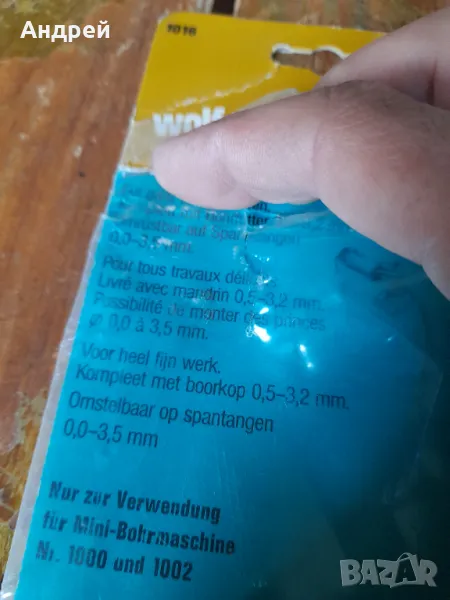 Андрей
1016
wolf
0,0–3,5 mm.
Pour tous travaux
Livré avec mandrin 0,5–3,2 mm.
Possibilité de monter des princes
Ø 0,0 à 3,5 mm.
Voor heel fijn werk.
Kompleet met boorkop 0,5–3,2 mm.
Omstelbaar op spantangen
0,0–3,5 mm
Nur zur Verwendung
für Mini-Bohrmaschine
Nr. 1000 und 1002
BAZAR